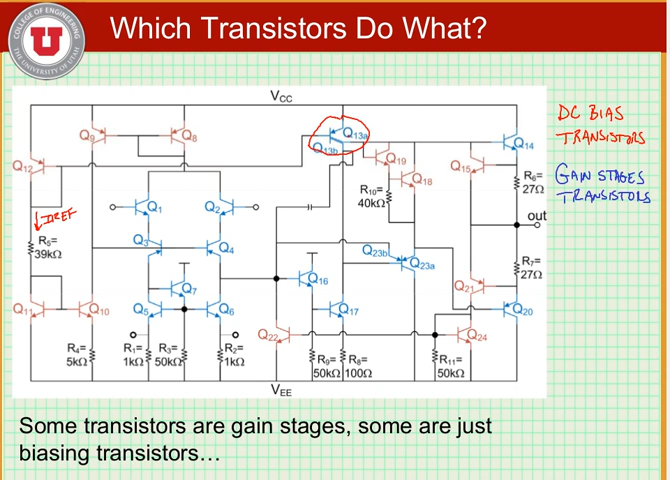 COLLEGE OF ENGINEERING
THE UNIVERSITY OF UTAH
U
Which Transistors Do What?
VCC
DC BIAS
TRANSISTORS
GAIN STAGES
TRANSISTORS
Q9
Q8
Q13a
Q13b
Q12
Q19
Q18
Q15
Q14
R10=
40kΩ
R6=
27Ω
IREF
Q1
Q2
out
R5=
39kΩ
Q3
Q4
Q23b
Q23a
R7=
27Ω
Q7
Q16
Q21
Q11
Q10
Q5
Q6
Q17
Q20
Q22
Q24
R4=
5kΩ
R1=
1kΩ
R3=
50kΩ
R2=
1kΩ
R9=
50kΩ
R8=
100Ω
R11=
50kΩ
VEE
Some transistors are gain stages, some are just
biasing transistors…